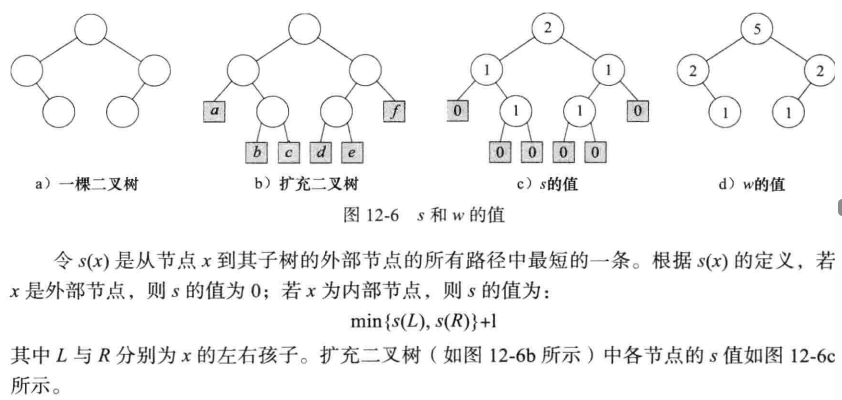 a b c d e f
2 1 1 0 1 1 0 0 0 0 0
5 2 2 1 1
a）一棵二叉树 b）扩充二叉树 c）s的值 d）w的值
图 12-6 s 和 w 的值
令 s(x) 是从节点 x 到其子树的外部节点的所有路径中最短的一条。根据 s(x) 的定义，若
x 是外部节点，则 s 的值为 0；若 x 为内部节点，则 s 的值为：
min{s(L), s(R)}+1
其中 L 与 R 分别为 x 的左右孩子。扩充二叉树（如图 12-6b 所示）中各节点的 s 值如图 12-6c
所示。